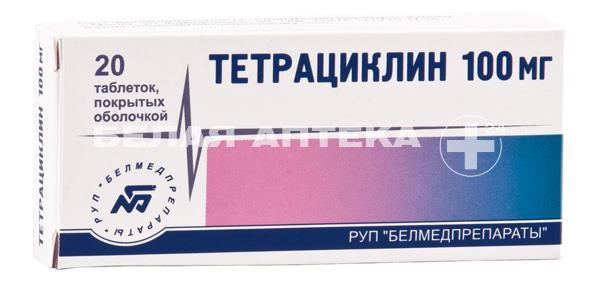 ТЕТРАЦИКЛИН 100 МГ
20
таблеток,
покрытых
оболочкой
ТЕТРАЦИКЛИН 100 мг
БЕЛАЯ АПТЕКА
РУП · БЕЛМЕДПРЕПАРАТЫ
РУП "БЕЛМЕДПРЕПАРАТЫ"